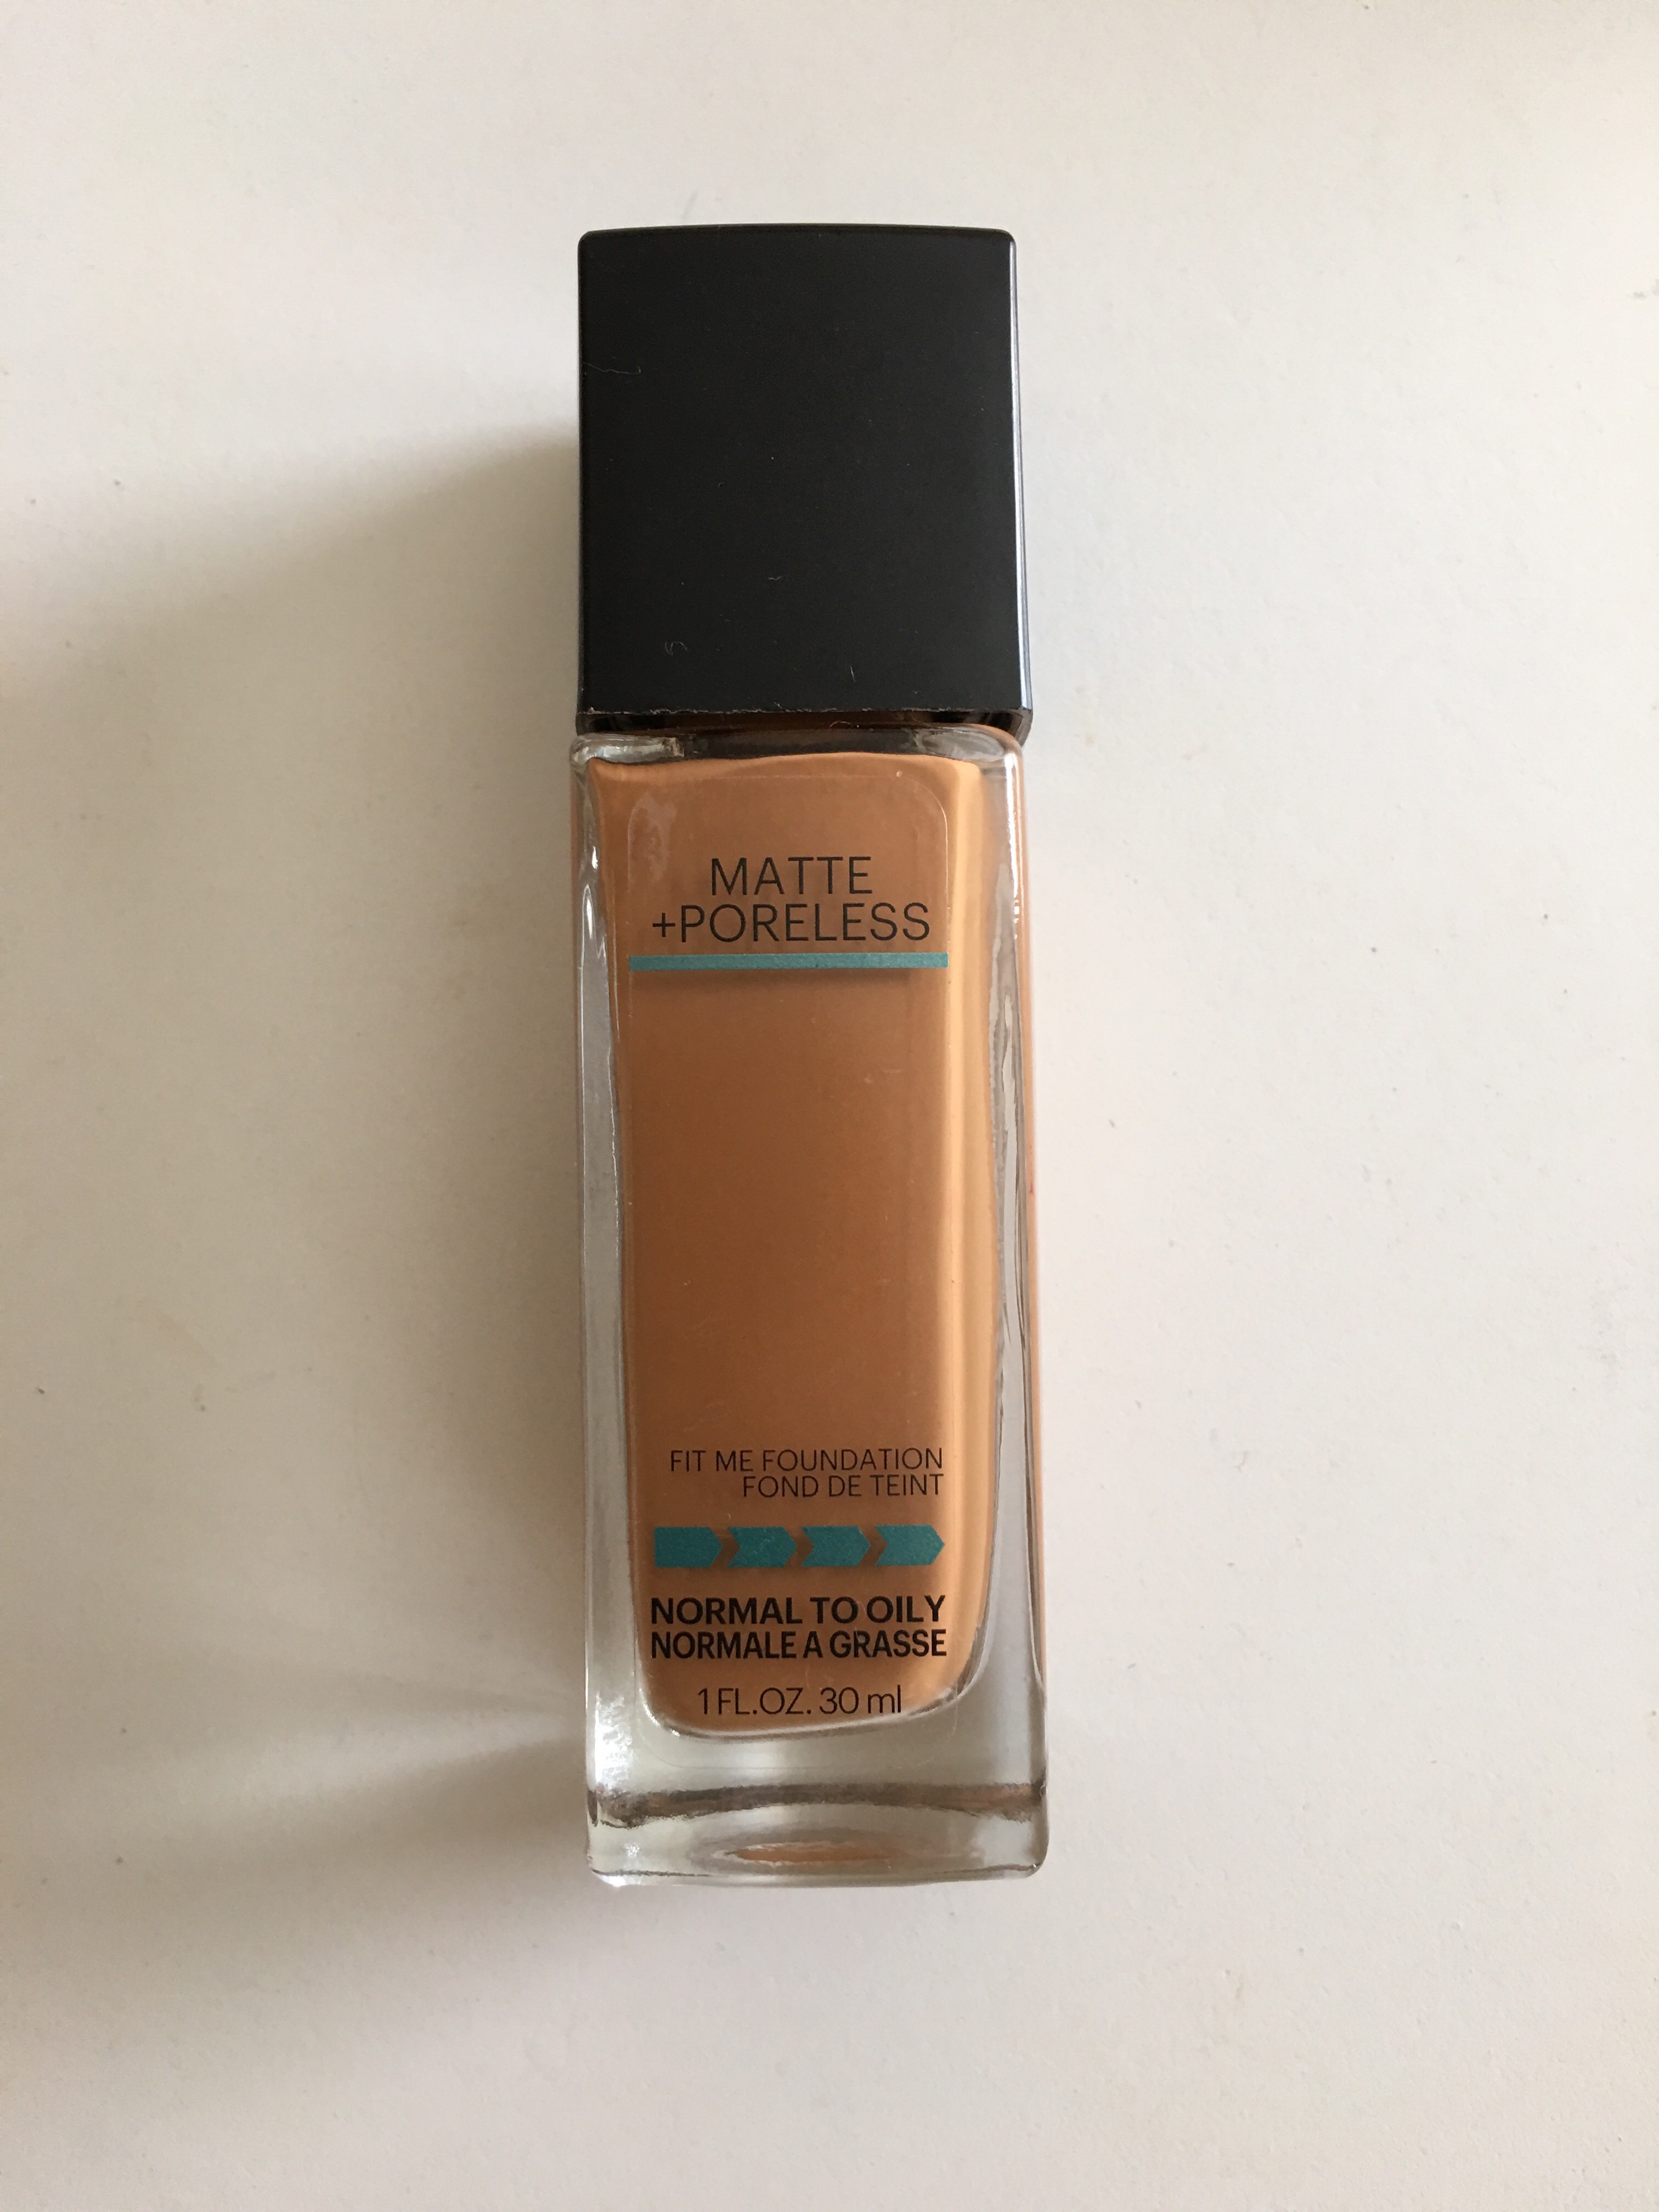 MATTE
+PORELESS
FIT ME FOUNDATION
FOND DE TEINT
NORMAL TO OILY
NORMALE A GRASSE
1 FL.OZ. 30 ml